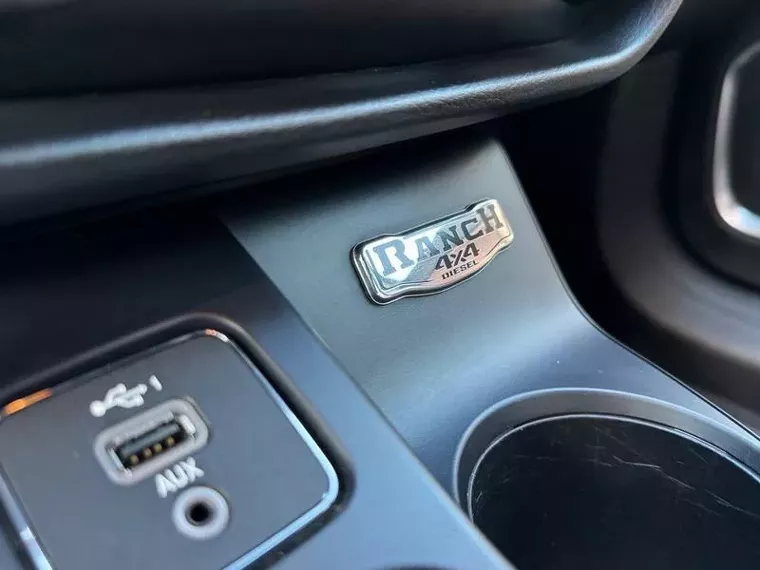 RANCH
4x4
DIESEL
1
AUX